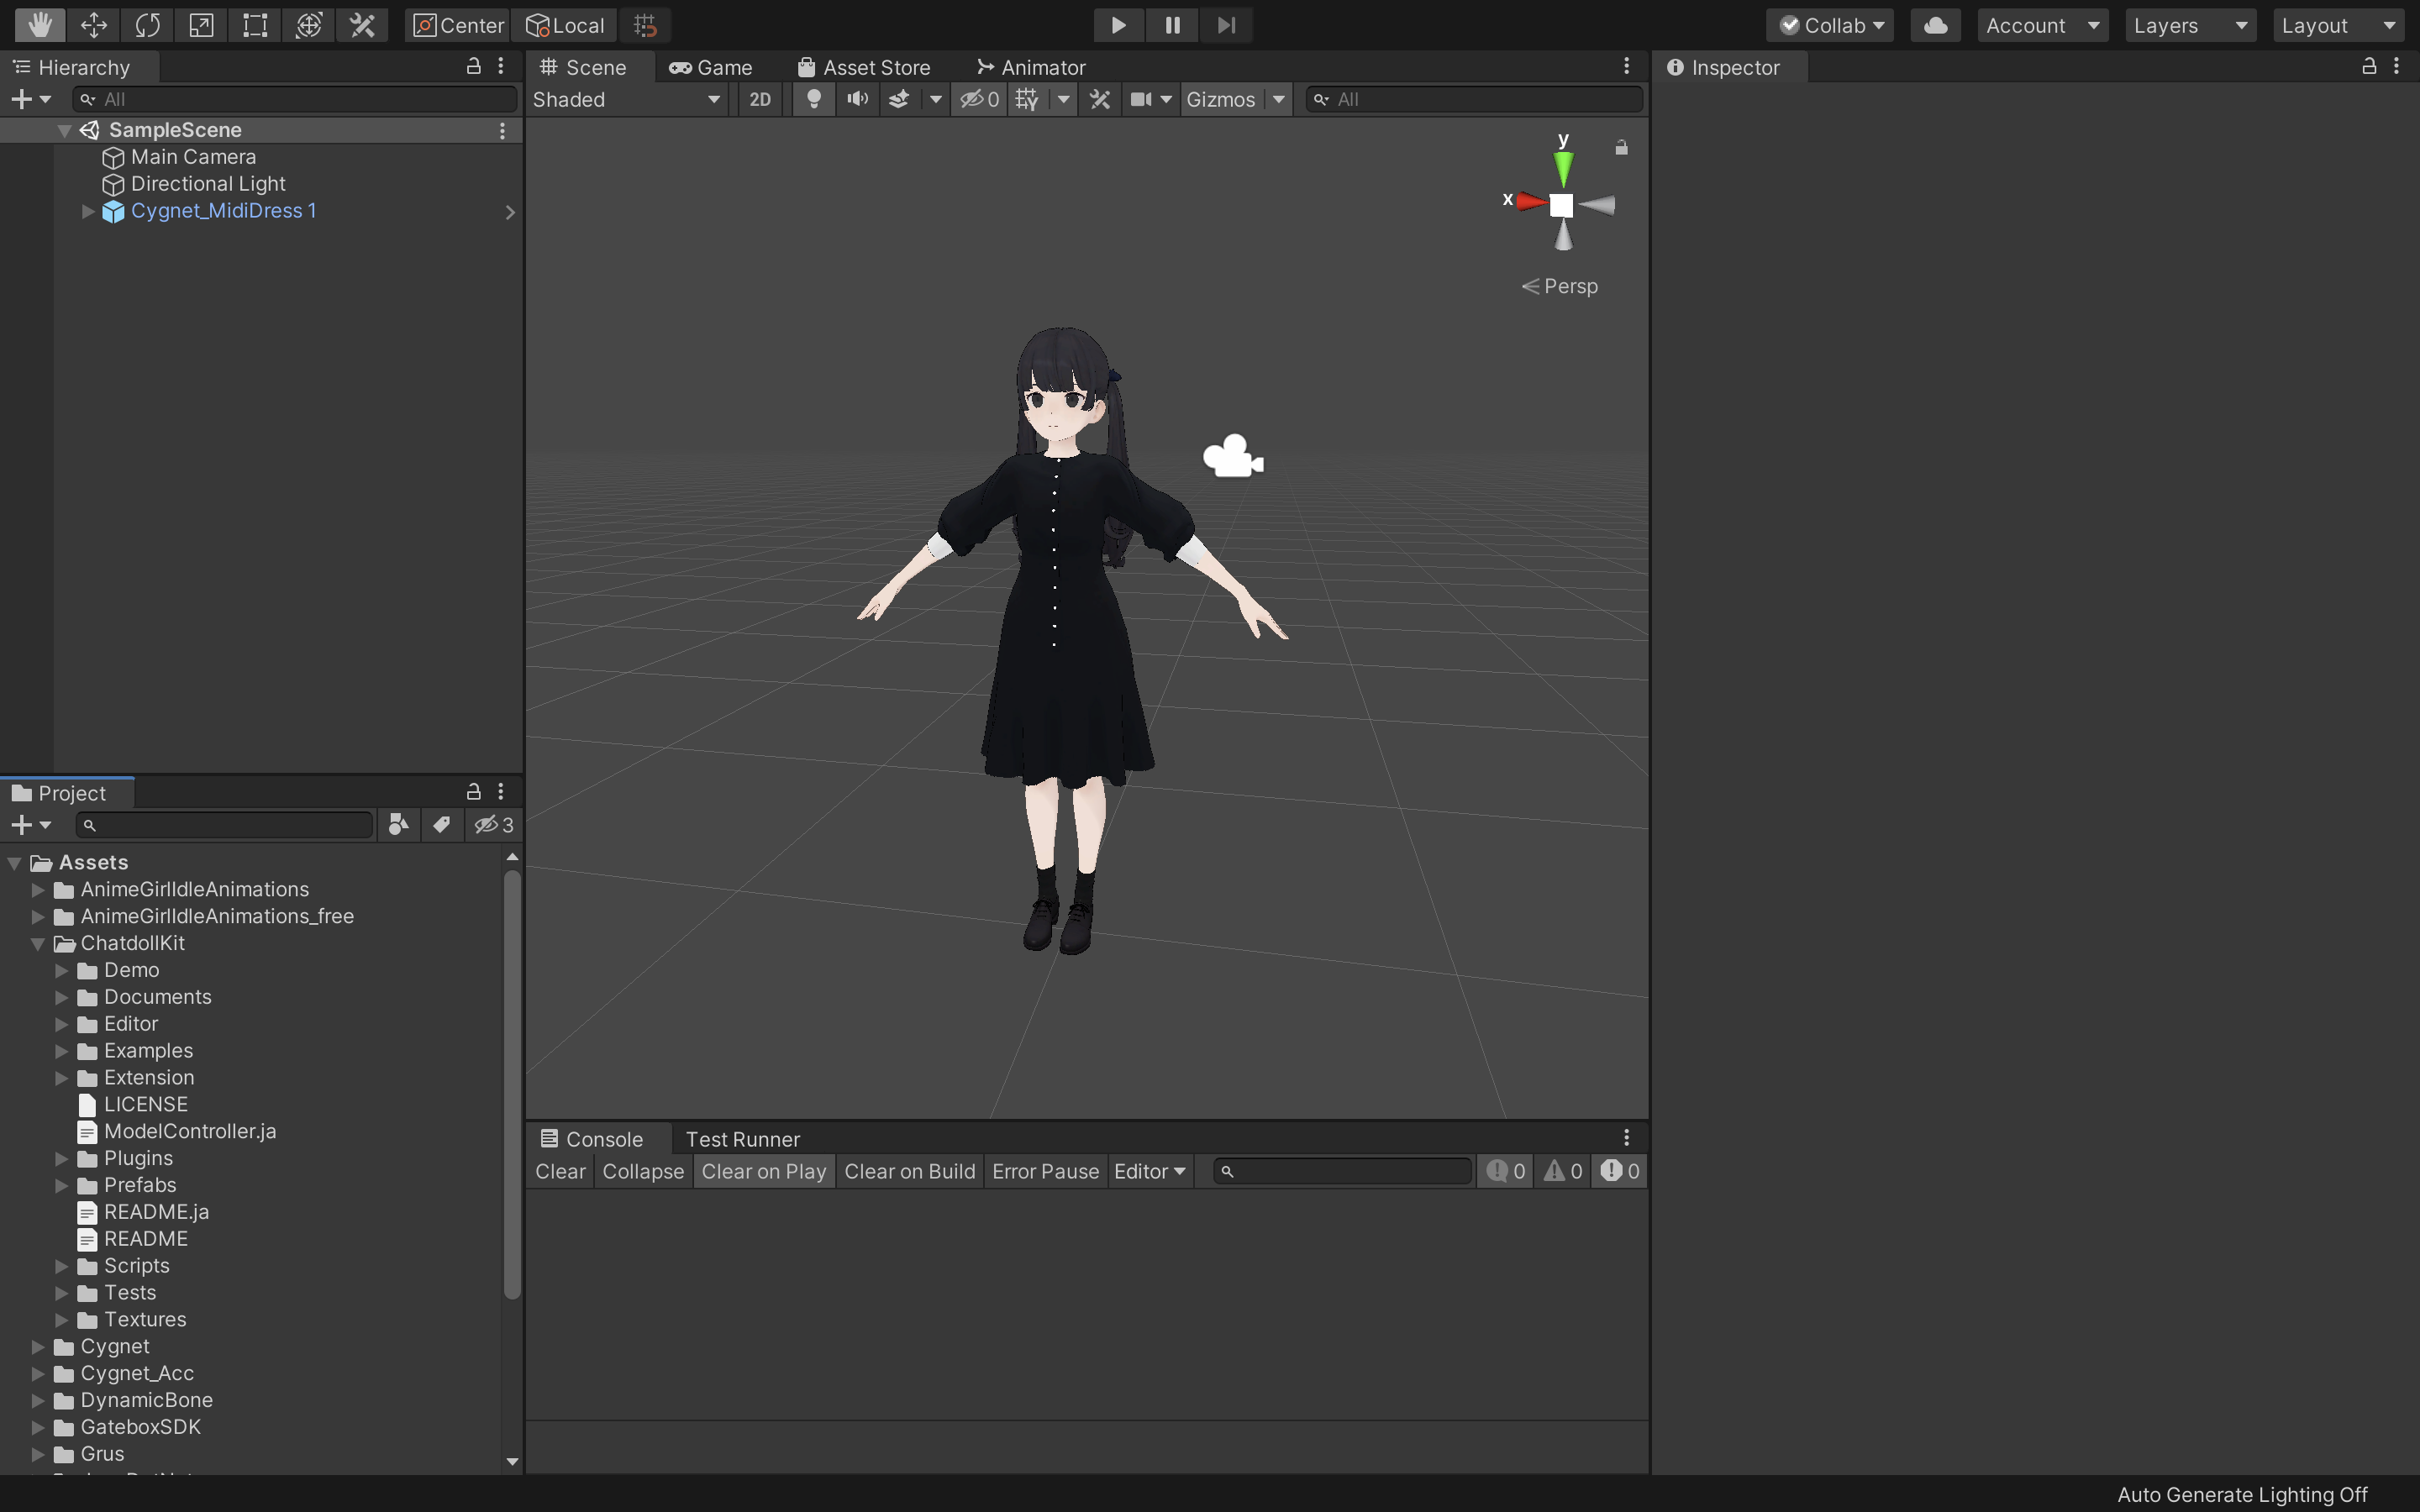 Center Local Collab Account Layers Layout
Hierarchy
All
SampleScene
Main Camera
Directional Light
Cygnet_MidiDress 1
Scene Game Asset Store Animator
Shaded 2D 0 Gizmos All
y
x
Persp
Inspector
Project
3
Assets
AnimeGirlIdleAnimations
AnimeGirlIdleAnimations_free
ChatdollKit
Demo
Documents
Editor
Examples
Extension
LICENSE
ModelController.ja
Plugins
Prefabs
README.ja
README
Scripts
Tests
Textures
Cygnet
Cygnet_Acc
DynamicBone
GateboxSDK
Grus
Console Test Runner
Clear Collapse Clear on Play Clear on Build Error Pause Editor 0 0 0
Auto Generate Lighting Off